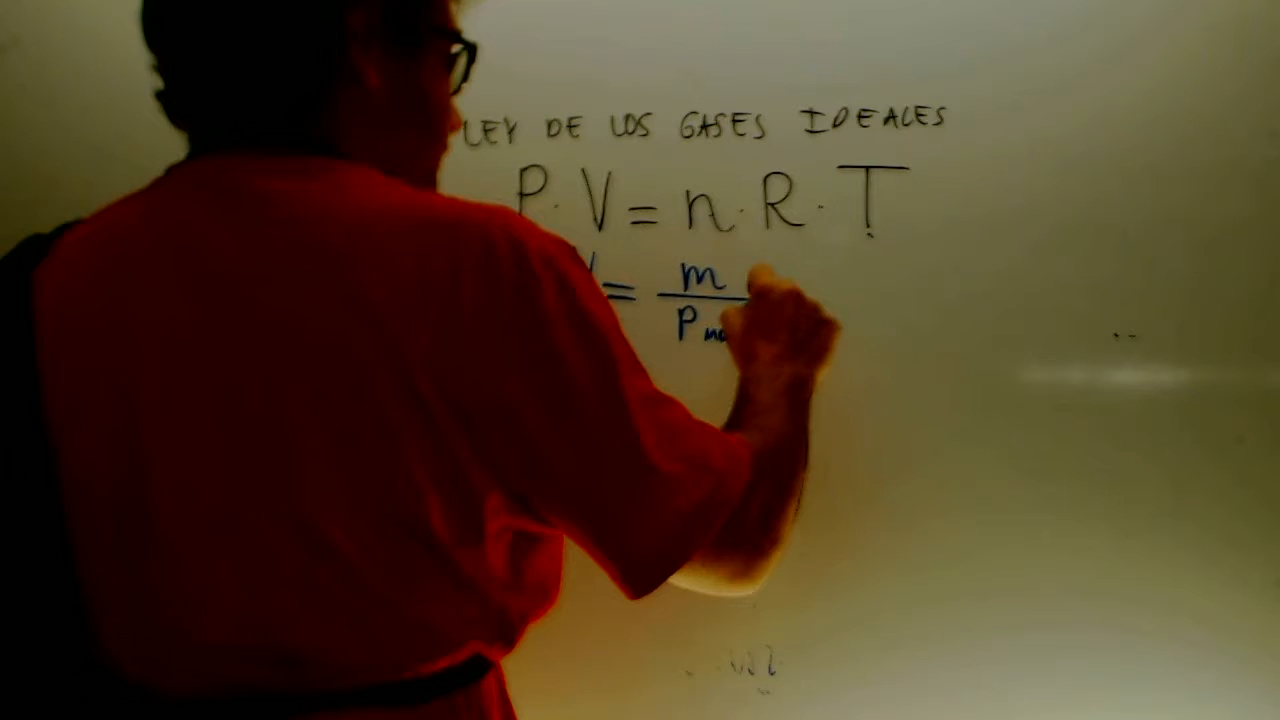 LEY DE LOS GASES IDEALES
P. V = n. R. T
= m
P